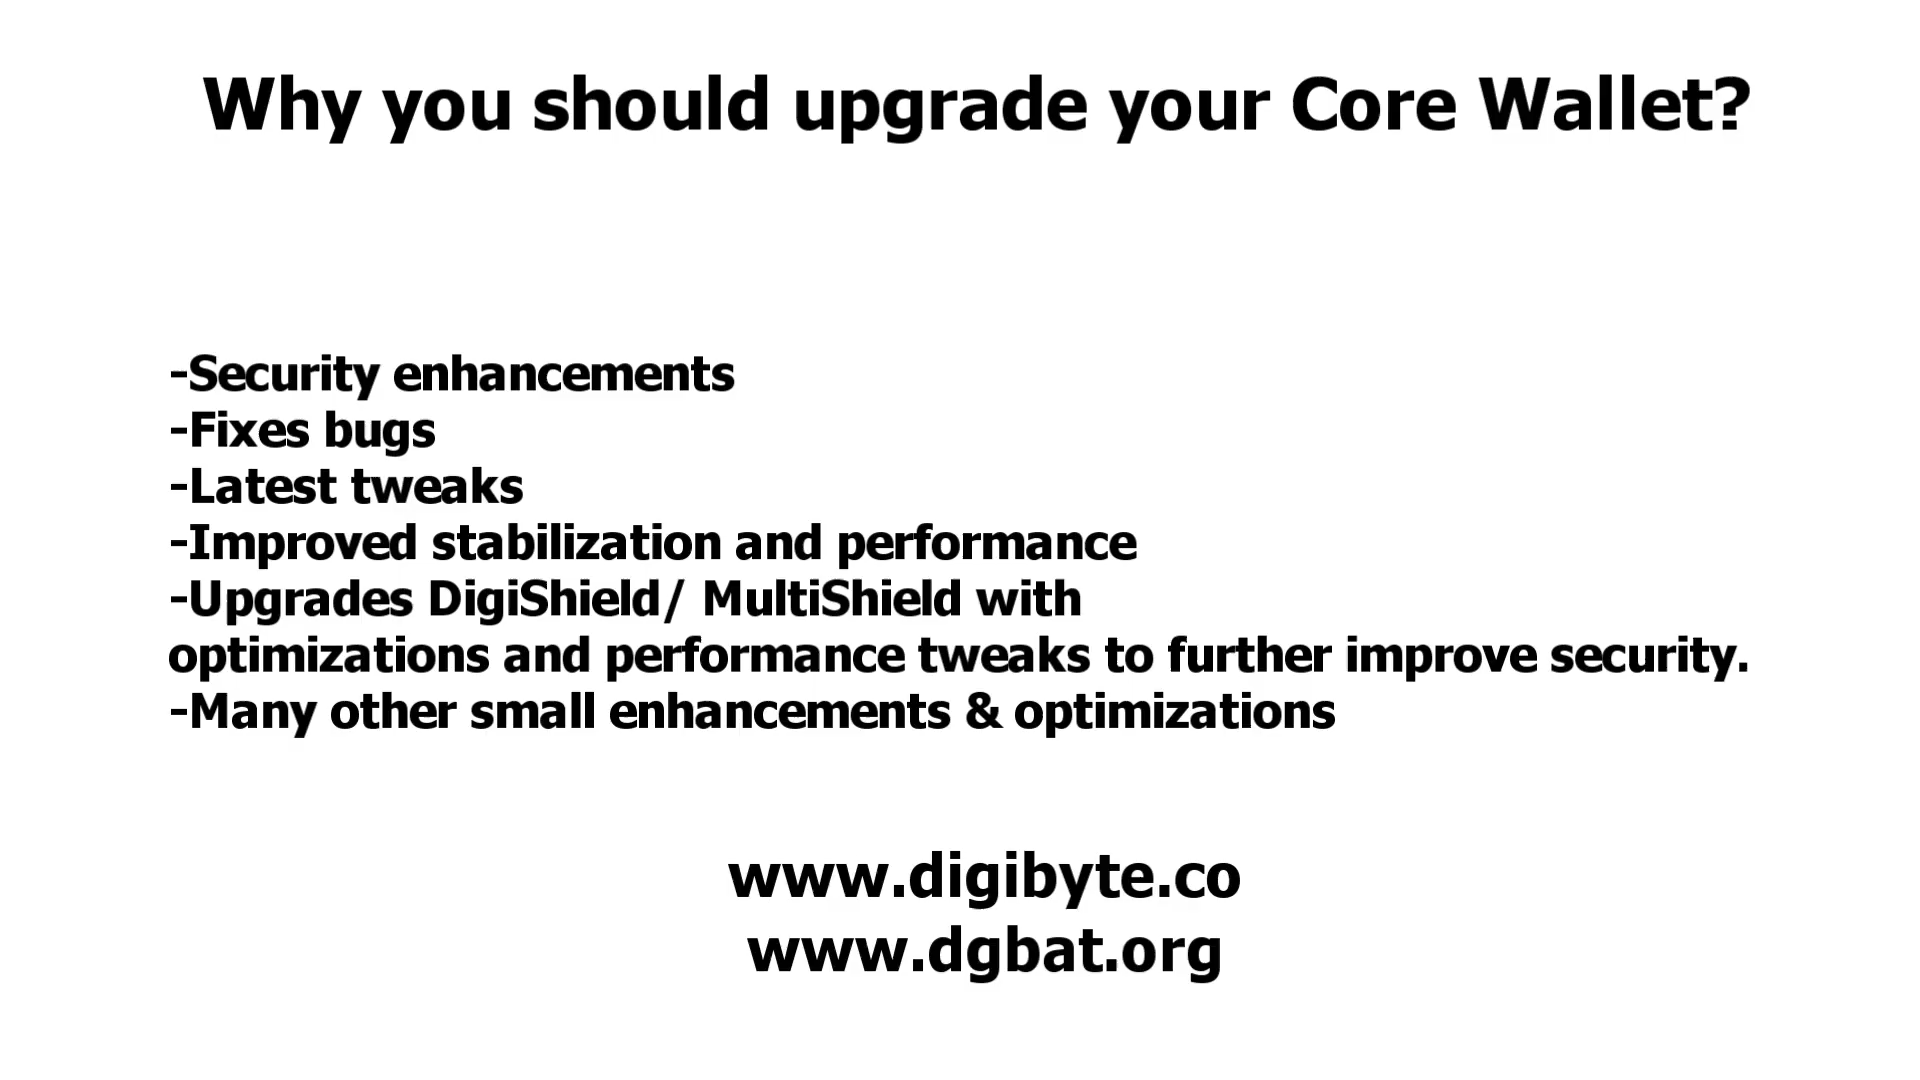 Why you should upgrade your Core Wallet?
-Security enhancements
-Fixes bugs
-Latest tweaks
-Improved stabilization and performance
-Upgrades DigiShield/ MultiShield with
optimizations and performance tweaks to further improve security.
-Many other small enhancements & optimizations
www.digibyte.co
www.dgbat.org